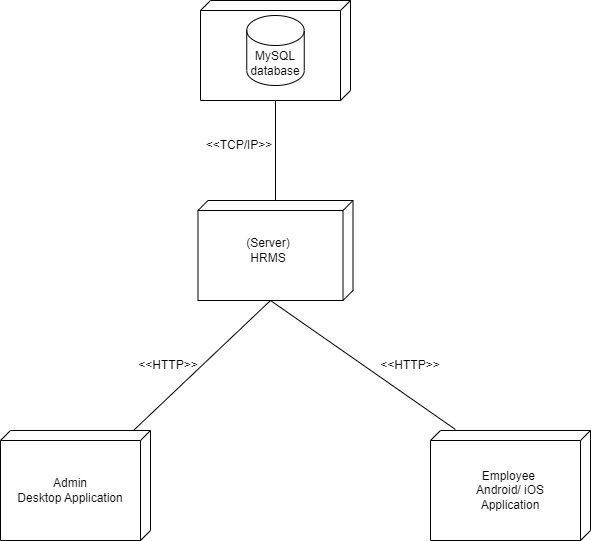 MySQL
database
<<TCP/IP>>
(Server)
HRMS
<<HTTP>>
<<HTTP>>
Admin
Desktop Application
Employee
Android/ iOS
Application